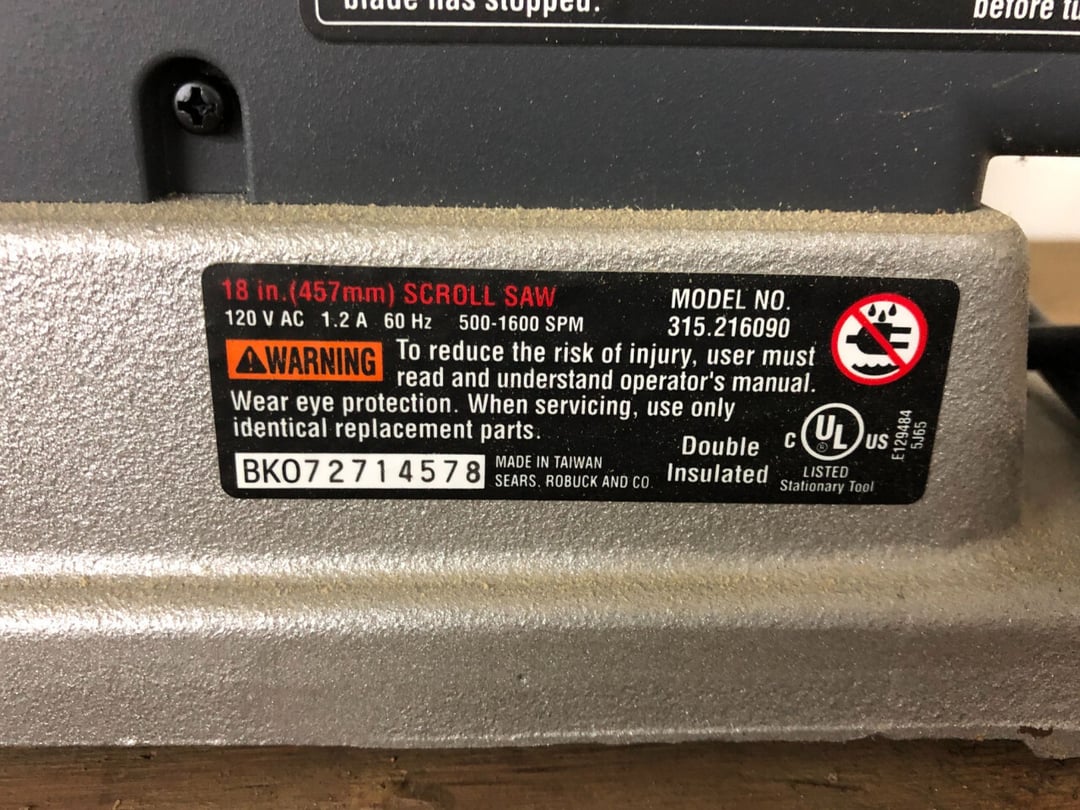 blade has stopped.
before tu
18 in.(457mm) SCROLL SAW
120 V AC 1.2 A 60 Hz 500-1600 SPM
MODEL NO.
315.216090
WARNING
To reduce the risk of injury, user must
read and understand operator's manual.
Wear eye protection. When servicing, use only
identical replacement parts.
BK072714578
MADE IN TAIWAN
SEARS, ROBUCK AND CO.
Double
Insulated
C UL US
LISTED
Stationary Tool
E129484
5J65